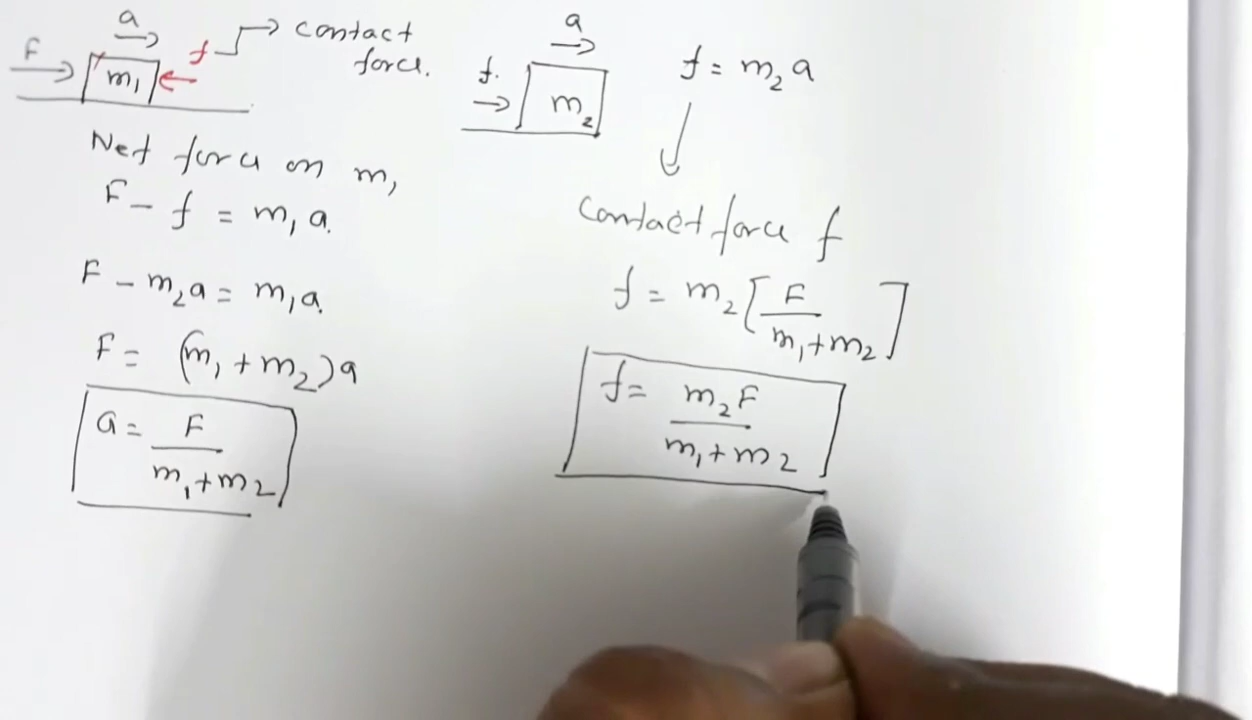 a
F
m₁
f
contact
force.
Net force on m₁
F - f = m₁a.
F - m₂a = m₁a.
F = (m₁ + m₂)a
a = F/(m₁+m₂)
a
f.
m₂
f = m₂a
Contact force f
f = m₂[F/(m₁+m₂)]
f = m₂F/(m₁+m₂)